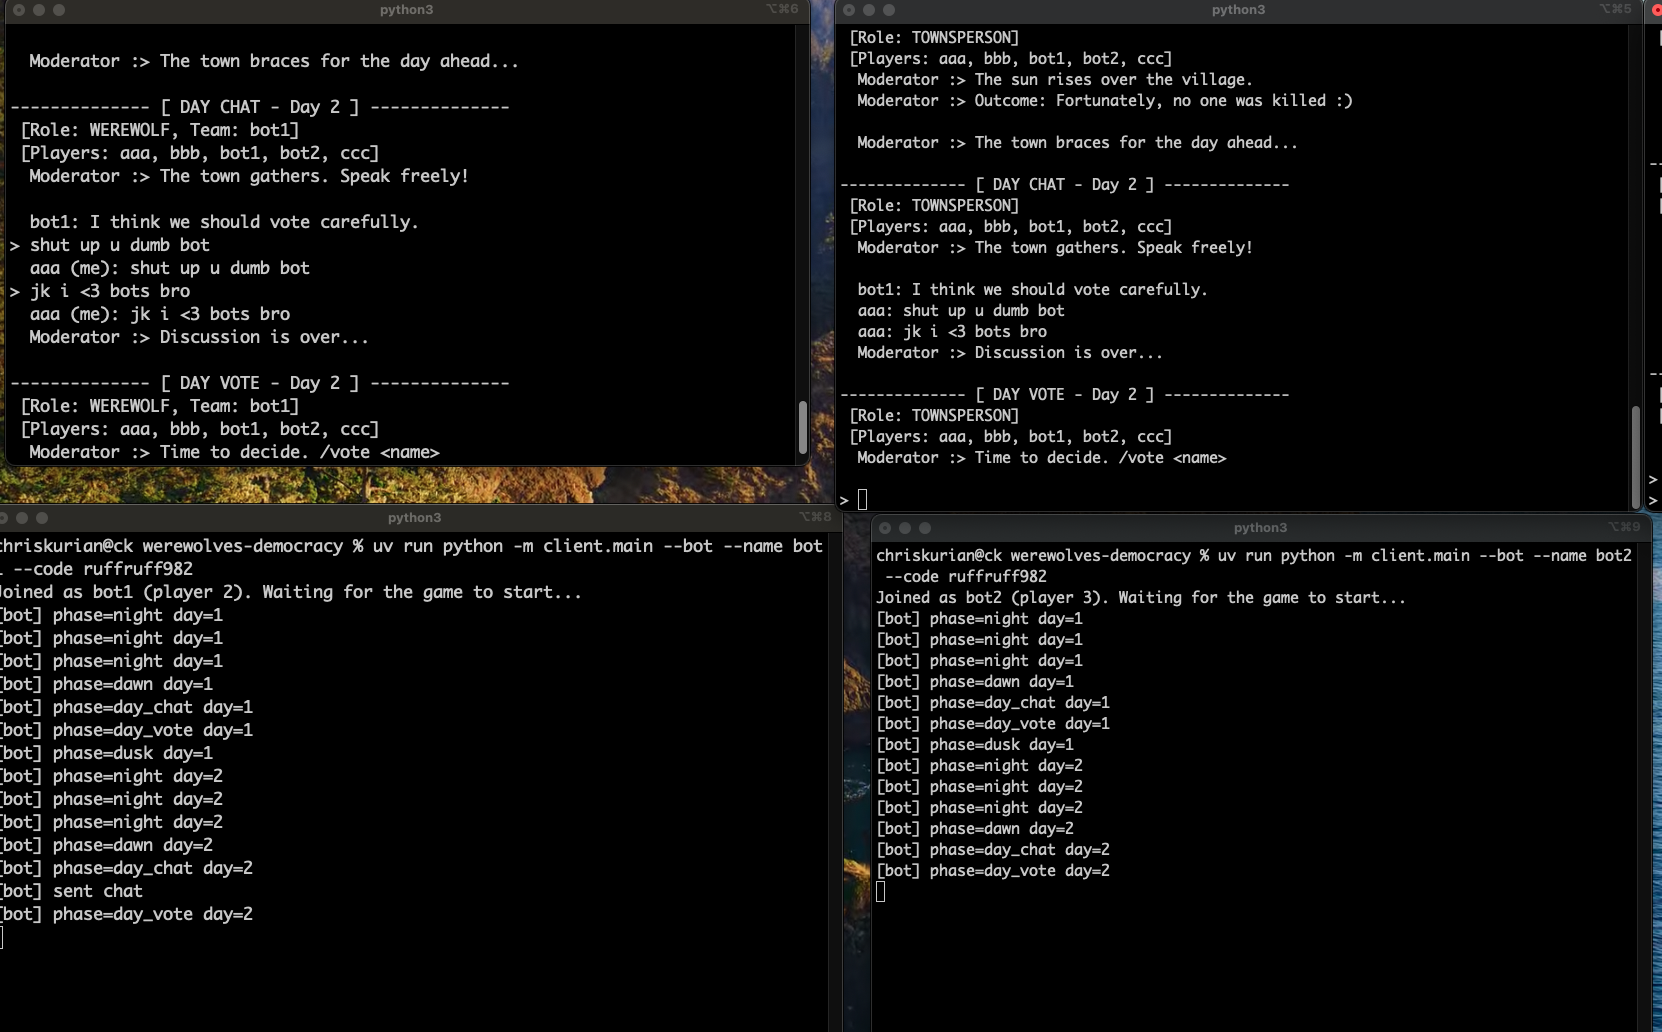 python3
⌥⌘6
Moderator :> The town braces for the day ahead...
-------------- [ DAY CHAT - Day 2 ] --------------
[Role: WEREWOLF, Team: bot1]
[Players: aaa, bbb, bot1, bot2, ccc]
Moderator :> The town gathers. Speak freely!
bot1: I think we should vote carefully.
> shut up u dumb bot
aaa (me): shut up u dumb bot
> jk i <3 bots bro
aaa (me): jk i <3 bots bro
Moderator :> Discussion is over...
-------------- [ DAY VOTE - Day 2 ] --------------
[Role: WEREWOLF, Team: bot1]
[Players: aaa, bbb, bot1, bot2, ccc]
Moderator :> Time to decide. /vote <name>
python3
⌥⌘5
[Role: TOWNSPERSON]
[Players: aaa, bbb, bot1, bot2, ccc]
Moderator :> The sun rises over the village.
Moderator :> Outcome: Fortunately, no one was killed :)
Moderator :> The town braces for the day ahead...
-------------- [ DAY CHAT - Day 2 ] --------------
[Role: TOWNSPERSON]
[Players: aaa, bbb, bot1, bot2, ccc]
Moderator :> The town gathers. Speak freely!
bot1: I think we should vote carefully.
aaa: shut up u dumb bot
aaa: jk i <3 bots bro
Moderator :> Discussion is over...
-------------- [ DAY VOTE - Day 2 ] --------------
[Role: TOWNSPERSON]
[Players: aaa, bbb, bot1, bot2, ccc]
Moderator :> Time to decide. /vote <name>
>
python3
⌥⌘8
chriskurian@ck werewolves-democracy % uv run python -m client.main --bot --name bot
--code ruffruff982
Joined as bot1 (player 2). Waiting for the game to start...
[bot] phase=night day=1
[bot] phase=night day=1
[bot] phase=night day=1
[bot] phase=dawn day=1
[bot] phase=day_chat day=1
[bot] phase=day_vote day=1
[bot] phase=dusk day=1
[bot] phase=night day=2
[bot] phase=night day=2
[bot] phase=night day=2
[bot] phase=dawn day=2
[bot] phase=day_chat day=2
[bot] sent chat
[bot] phase=day_vote day=2
python3
⌥⌘9
chriskurian@ck werewolves-democracy % uv run python -m client.main --bot --name bot2
--code ruffruff982
Joined as bot2 (player 3). Waiting for the game to start...
[bot] phase=night day=1
[bot] phase=night day=1
[bot] phase=night day=1
[bot] phase=dawn day=1
[bot] phase=day_chat day=1
[bot] phase=day_vote day=1
[bot] phase=dusk day=1
[bot] phase=night day=2
[bot] phase=night day=2
[bot] phase=night day=2
[bot] phase=dawn day=2
[bot] phase=day_chat day=2
[bot] phase=day_vote day=2